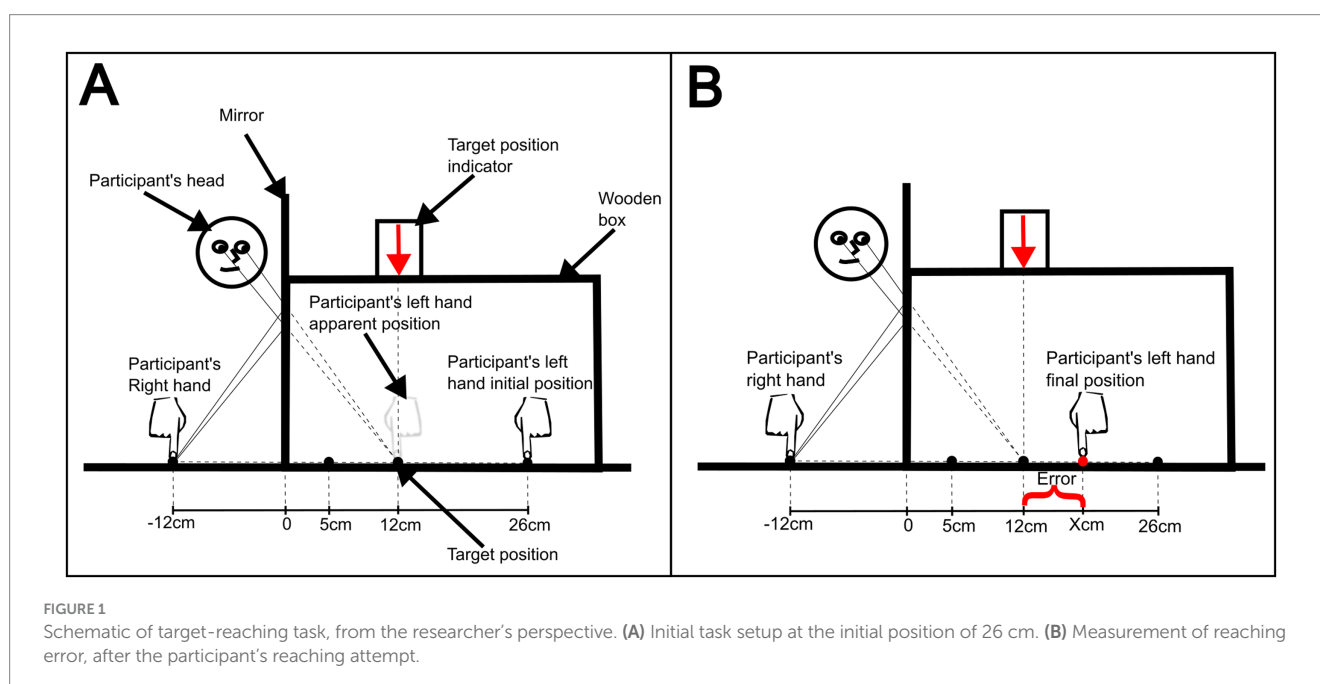 A
Mirror
Participant's head
Target position
indicator
Wooden
box
Participant's left hand
apparent position
Participant's
Right hand
Participant's left
hand initial position
-12cm
0
5cm
12cm
26cm
Target position
B
Participant's
right hand
Participant's left hand
final position
Error
-12cm
0
5cm
12cm
Xcm
26cm
FIGURE 1
Schematic of target-reaching task, from the researcher's perspective. (A) Initial task setup at the initial position of 26 cm. (B) Measurement of reaching
error, after the participant's reaching attempt.